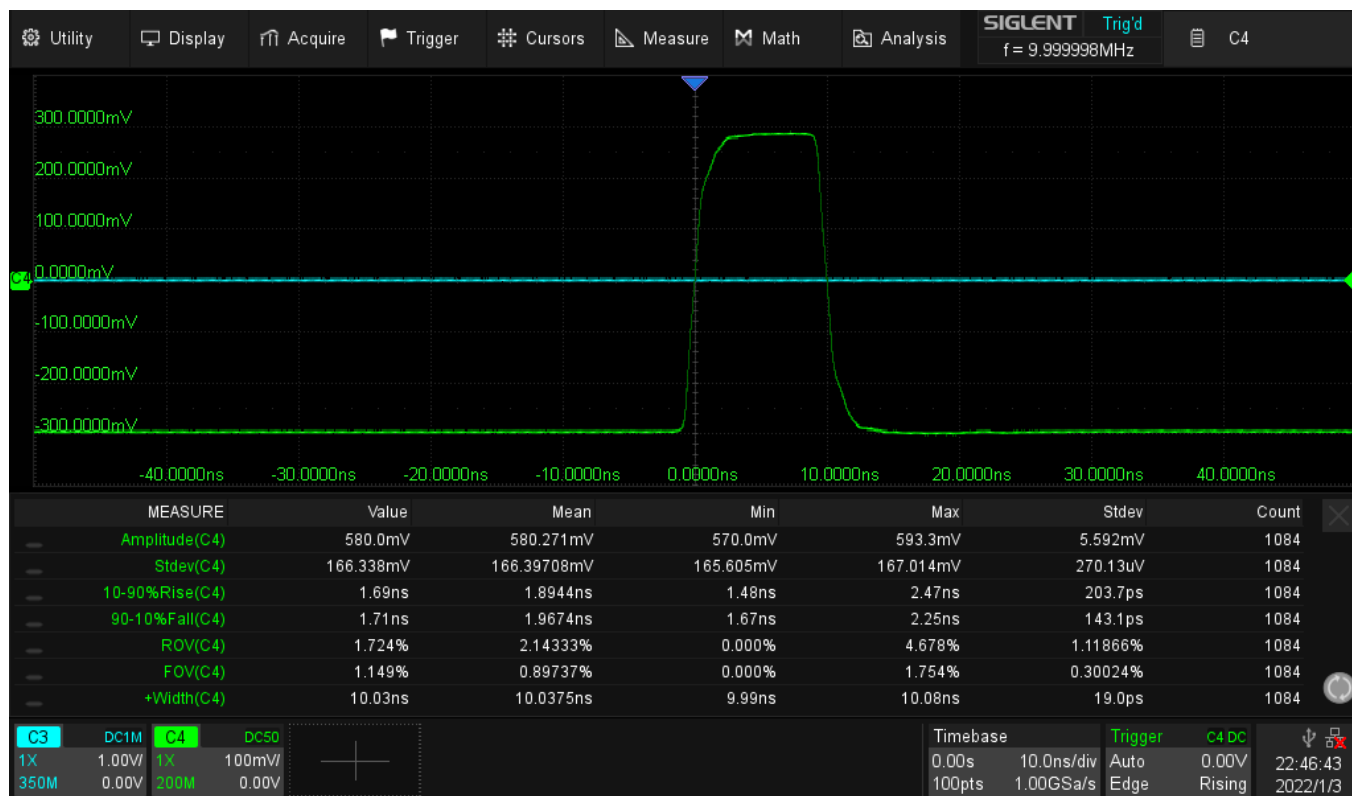 Utility Display Acquire Trigger Cursors Measure Math Analysis SIGLENT Trig'd C4
f = 9.999998MHz
300.0000mV
200.0000mV
100.0000mV
C4 0.0000mV
-100.0000mV
-200.0000mV
-300.0000mV
-40.0000ns -30.0000ns -20.0000ns -10.0000ns 0.0000ns 10.0000ns 20.0000ns 30.0000ns 40.0000ns
MEASURE Value Mean Min Max Stdev Count
Amplitude(C4) 580.0mV 580.271mV 570.0mV 593.3mV 5.592mV 1084
Stdev(C4) 166.338mV 166.39708mV 165.605mV 167.014mV 270.13uV 1084
10-90%Rise(C4) 1.69ns 1.8944ns 1.48ns 2.47ns 203.7ps 1084
90-10%Fall(C4) 1.71ns 1.9674ns 1.67ns 2.25ns 143.1ps 1084
ROV(C4) 1.724% 2.14333% 0.000% 4.678% 1.11866% 1084
FOV(C4) 1.149% 0.89737% 0.000% 1.754% 0.30024% 1084
+Width(C4) 10.03ns 10.0375ns 9.99ns 10.08ns 19.0ps 1084
C3 DC1M C4 DC50 Timebase Trigger C4 DC
1X 1.00V/ 1X 100mV/ 0.00s 10.0ns/div Auto 0.00V 22:46:43
350M 0.00V 200M 0.00V 100pts 1.00GSa/s Edge Rising 2022/1/3